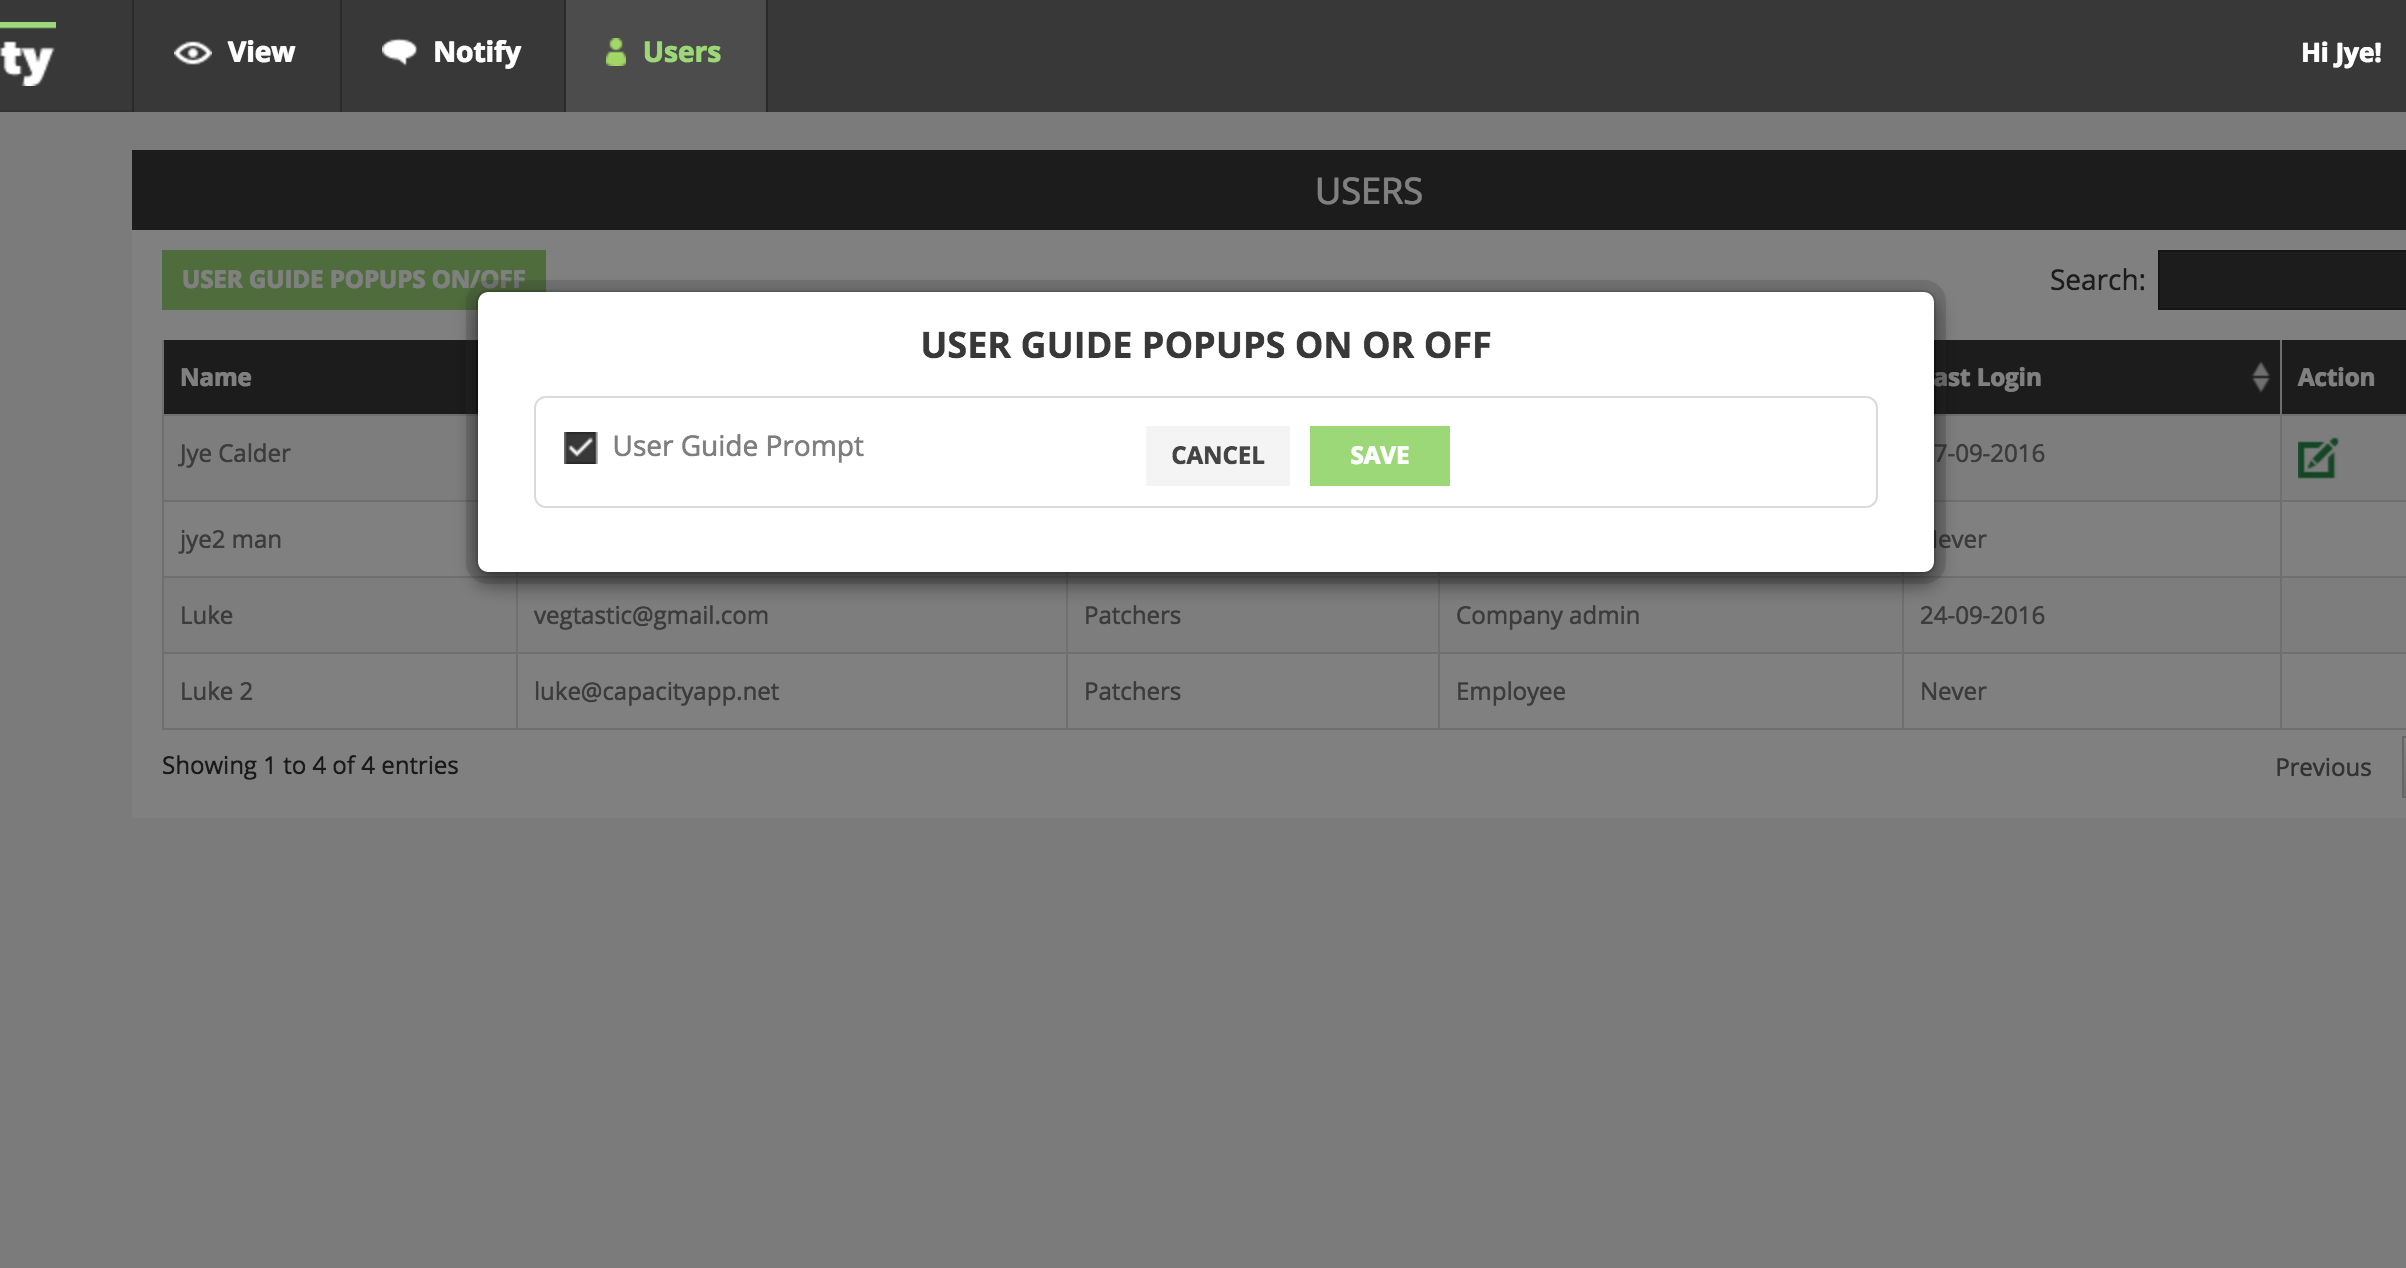 ty
View
Notify
Users
Hi Jye!
USERS
USER GUIDE POPUPS ON/OFF
Search:
USER GUIDE POPUPS ON OR OFF
User Guide Prompt
CANCEL
SAVE
Name
ast Login
Action
Jye Calder
7-09-2016
jye2 man
ever
Luke
vegtastic@gmail.com
Patchers
Company admin
24-09-2016
Luke 2
luke@capacityapp.net
Patchers
Employee
Never
Showing 1 to 4 of 4 entries
Previous